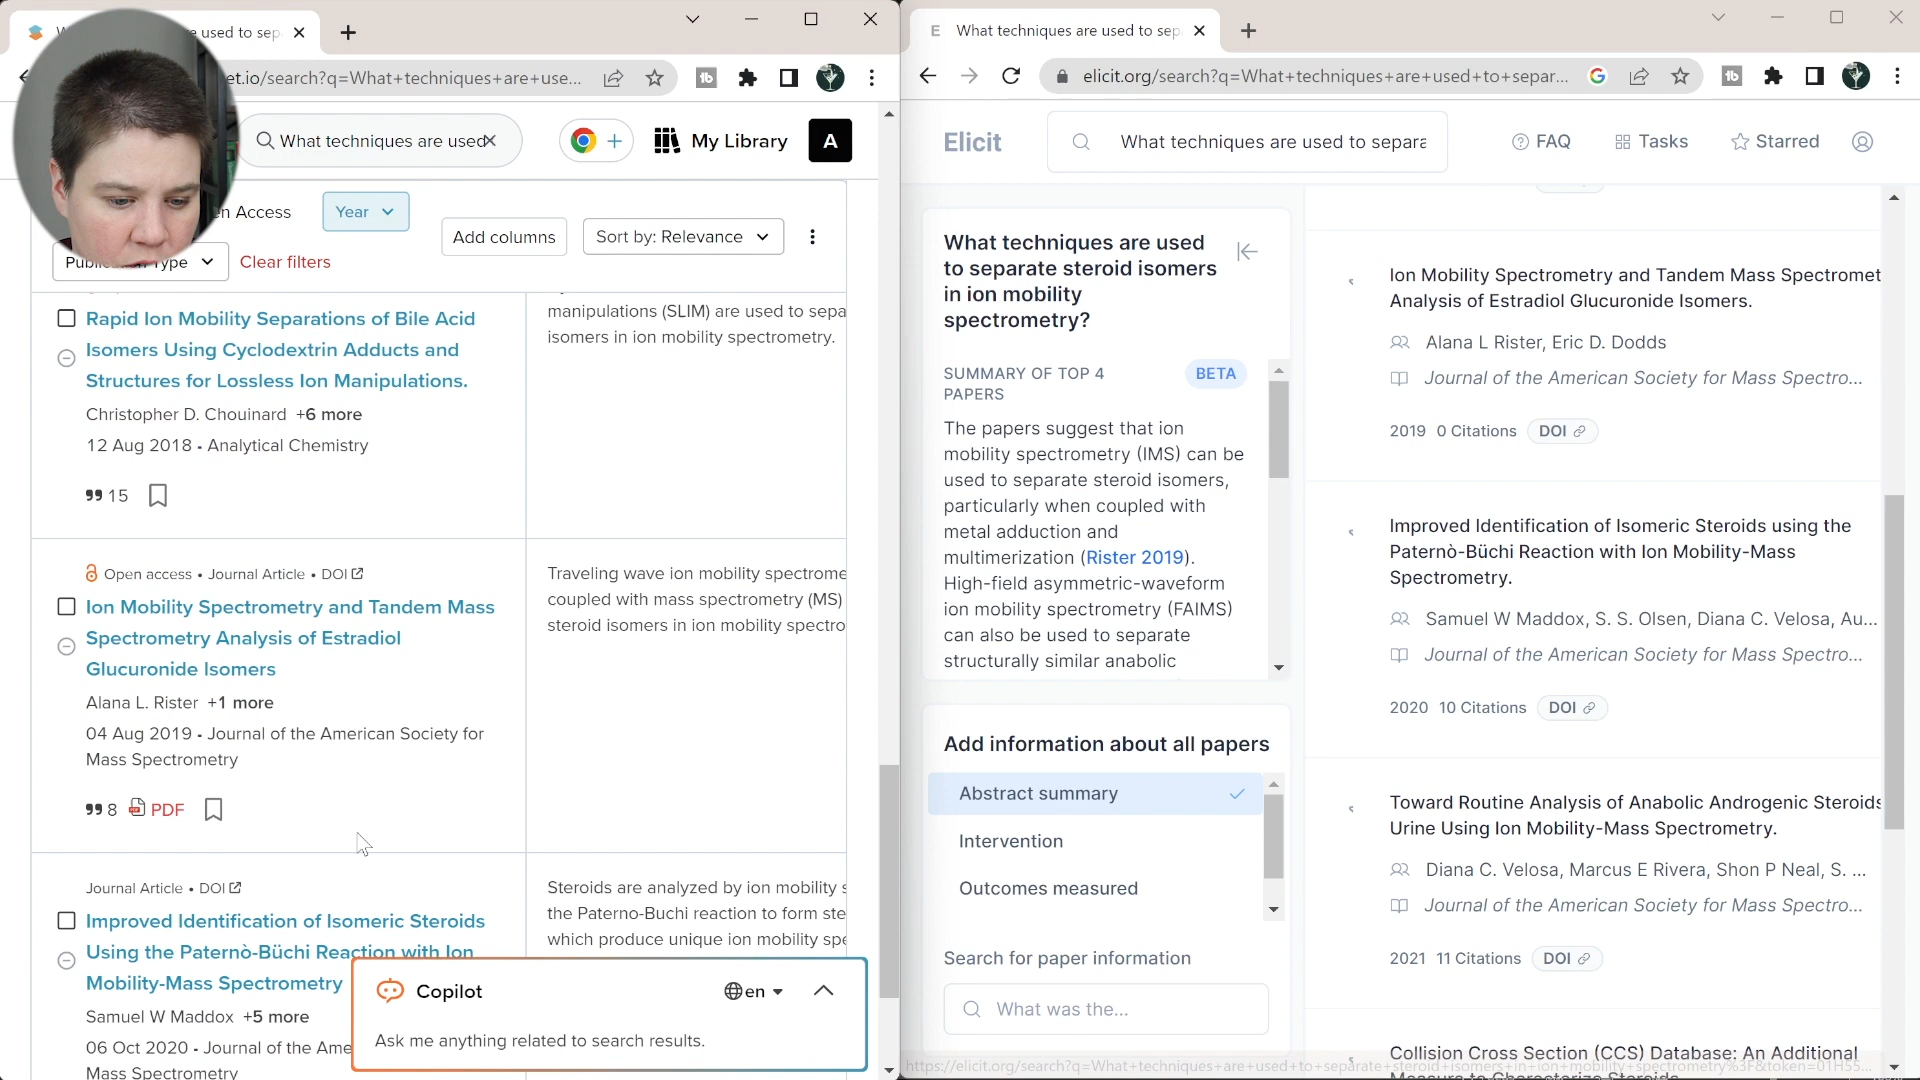 e used to sep
et.io/search?q=What+techniques+are+use...
What techniques are used
My Library
A
n Access
Year
Add columns
Sort by: Relevance
Clear filters
manipulations (SLIM) are used to sepa
isomers in ion mobility spectrometry.
Rapid Ion Mobility Separations of Bile Acid
Isomers Using Cyclodextrin Adducts and
Structures for Lossless Ion Manipulations.
Christopher D. Chouinard +6 more
12 Aug 2018 - Analytical Chemistry
15
Open access • Journal Article • DOI
Ion Mobility Spectrometry and Tandem Mass
Spectrometry Analysis of Estradiol
Glucuronide Isomers
Alana L. Rister +1 more
04 Aug 2019 - Journal of the American Society for
Mass Spectrometry
8 PDF
Traveling wave ion mobility spectrome
coupled with mass spectrometry (MS)
steroid isomers in ion mobility spectro
Journal Article • DOI
Improved Identification of Isomeric Steroids
Using the Paternò-Büchi Reaction with Ion
Mobility-Mass Spectrometry
Samuel W Maddox +5 more
06 Oct 2020 - Journal of the Ame
Mass Spectrometry
Steroids are analyzed by ion mobility s
the Paterno-Buchi reaction to form ste
which produce unique ion mobility spe
Copilot
en
Ask me anything related to search results.
E What techniques are used to sep
elicit.org/search?q=What+techniques+are+used+to+separ...
Elicit
What techniques are used to separa
FAQ
Tasks
Starred
What techniques are used
to separate steroid isomers
in ion mobility
spectrometry?
SUMMARY OF TOP 4
PAPERS
BETA
The papers suggest that ion
mobility spectrometry (IMS) can be
used to separate steroid isomers,
particularly when coupled with
metal adduction and
multimerization (Rister 2019).
High-field asymmetric-waveform
ion mobility spectrometry (FAIMS)
can also be used to separate
structurally similar anabolic
Add information about all papers
Abstract summary
Intervention
Outcomes measured
Search for paper information
What was the...
Ion Mobility Spectrometry and Tandem Mass Spectromet
Analysis of Estradiol Glucuronide Isomers.
Alana L Rister, Eric D. Dodds
Journal of the American Society for Mass Spectro...
2019 0 Citations DOI
Improved Identification of Isomeric Steroids using the
Paternò-Büchi Reaction with Ion Mobility-Mass
Spectrometry.
Samuel W Maddox, S. S. Olsen, Diana C. Velosa, Au...
Journal of the American Society for Mass Spectro...
2020 10 Citations DOI
Toward Routine Analysis of Anabolic Androgenic Steroids
Urine Using Ion Mobility-Mass Spectrometry.
Diana C. Velosa, Marcus E Rivera, Shon P Neal, S. ...
Journal of the American Society for Mass Spectro...
2021 11 Citations DOI
Collision Cross Section (CCS) Database: An Additional
https://elicit.org/search?q=What+techniques+are+used+to+separate+steroid+isomers+in+ion+mobility+spectrometry%3F&token=01H55...